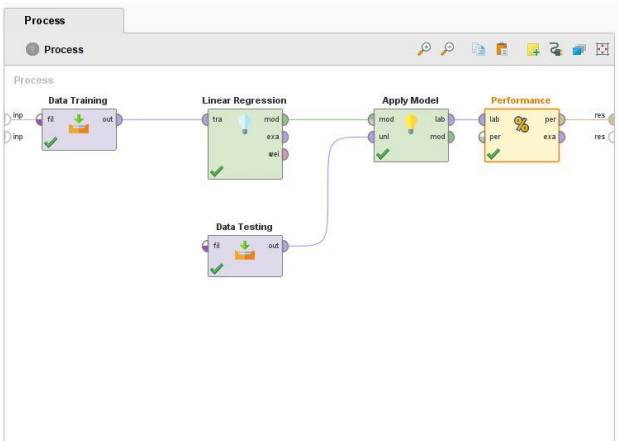 Process
Process
Process
Data Training
Linear Regression
Apply Model
Performance
inp
fil
out
tra
mod
mod
lab
lab
per
res
inp
exa
unl
mod
per
exa
res
wei
Data Testing
fil
out